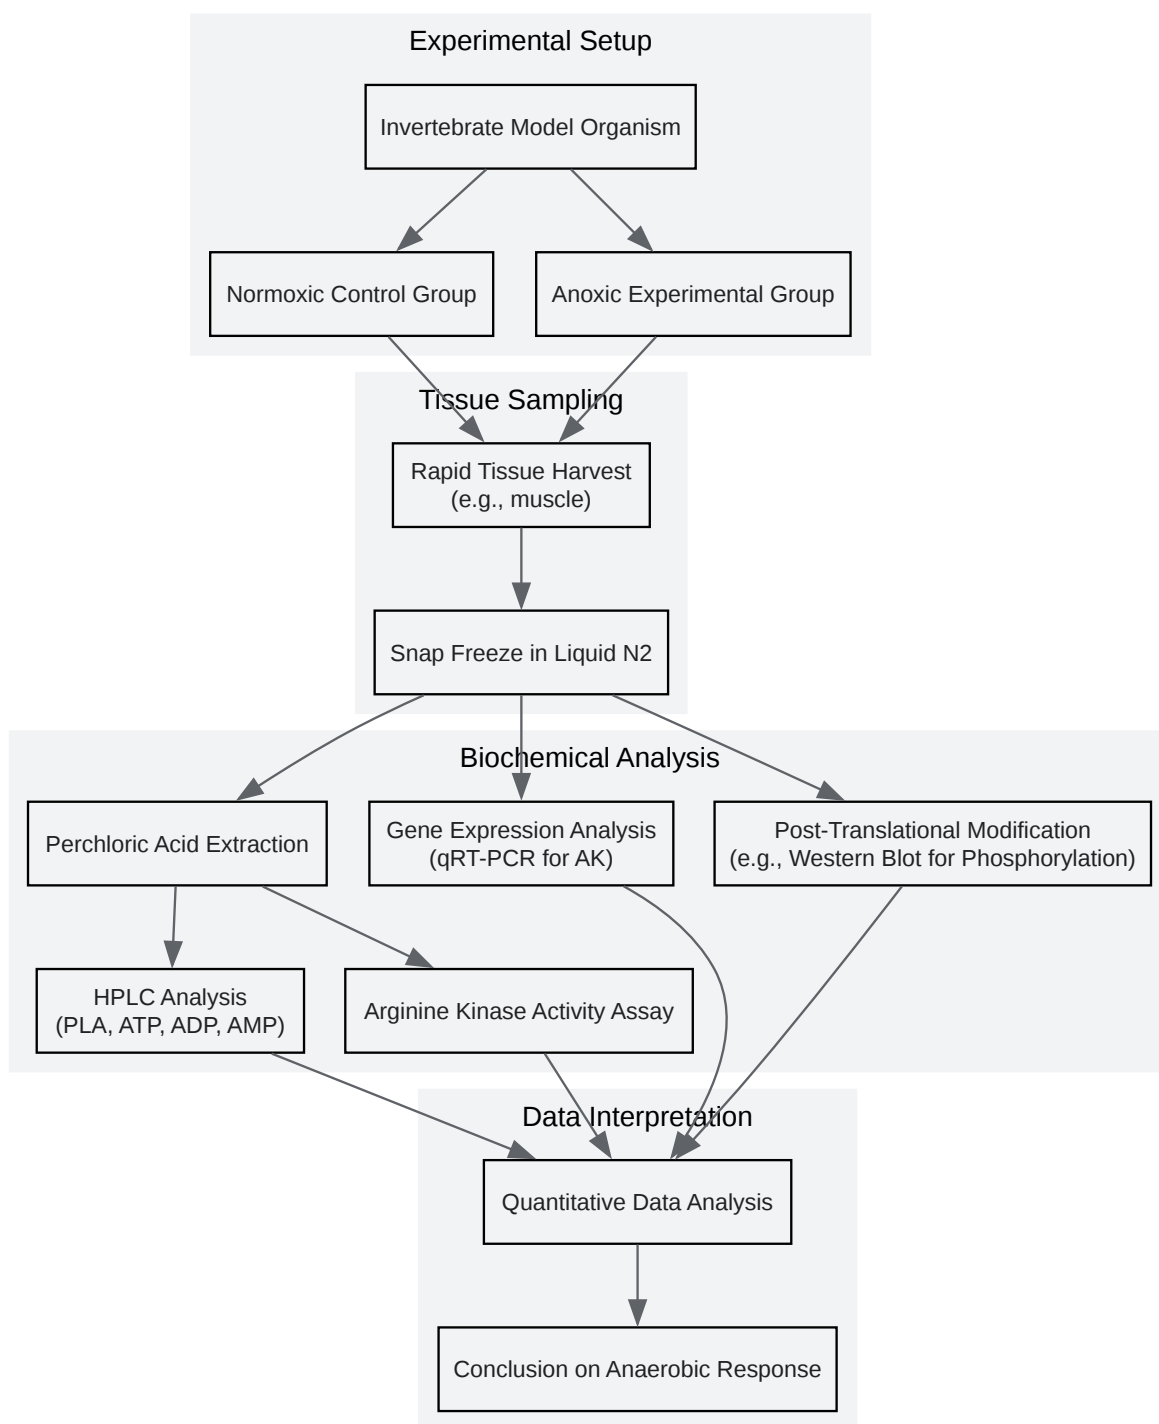 Experimental Setup
Invertebrate Model Organism
Normoxic Control Group
Anoxic Experimental Group
Tissue Sampling
Rapid Tissue Harvest
(e.g., muscle)
Snap Freeze in Liquid N2
Biochemical Analysis
Perchloric Acid Extraction
Gene Expression Analysis
(qRT-PCR for AK)
Post-Translational Modification
(e.g., Western Blot for Phosphorylation)
HPLC Analysis
(PLA, ATP, ADP, AMP)
Arginine Kinase Activity Assay
Data Interpretation
Quantitative Data Analysis
Conclusion on Anaerobic Response